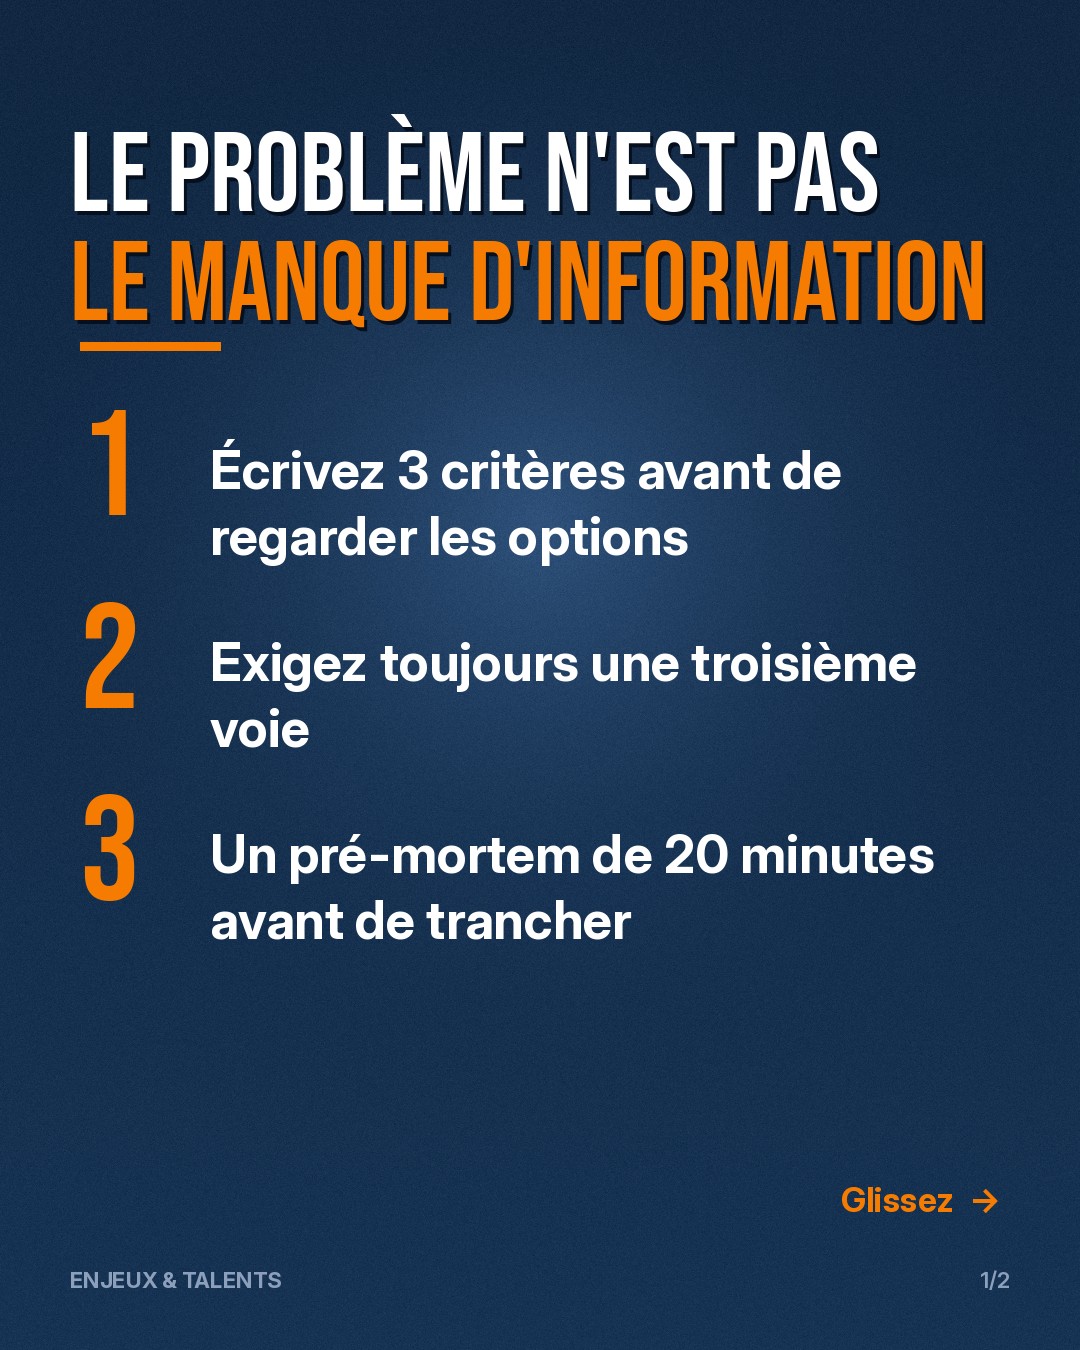 LE PROBLÈME N'EST PAS
LE MANQUE D'INFORMATION
1
Écrivez 3 critères avant de
regarder les options
2
Exigez toujours une troisième
voie
3
Un pré-mortem de 20 minutes
avant de trancher
Glissez →
ENJEUX & TALENTS
1/2